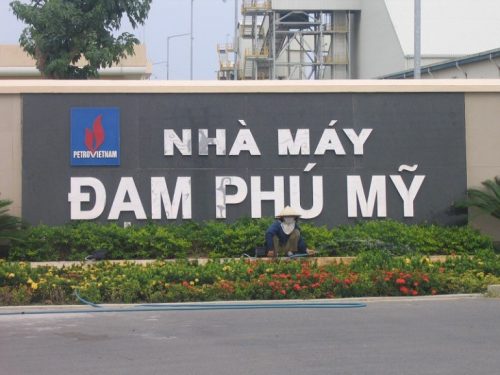 PETROVIETNAM
NHÀ MÁY
ĐẠM PHÚ MỸ